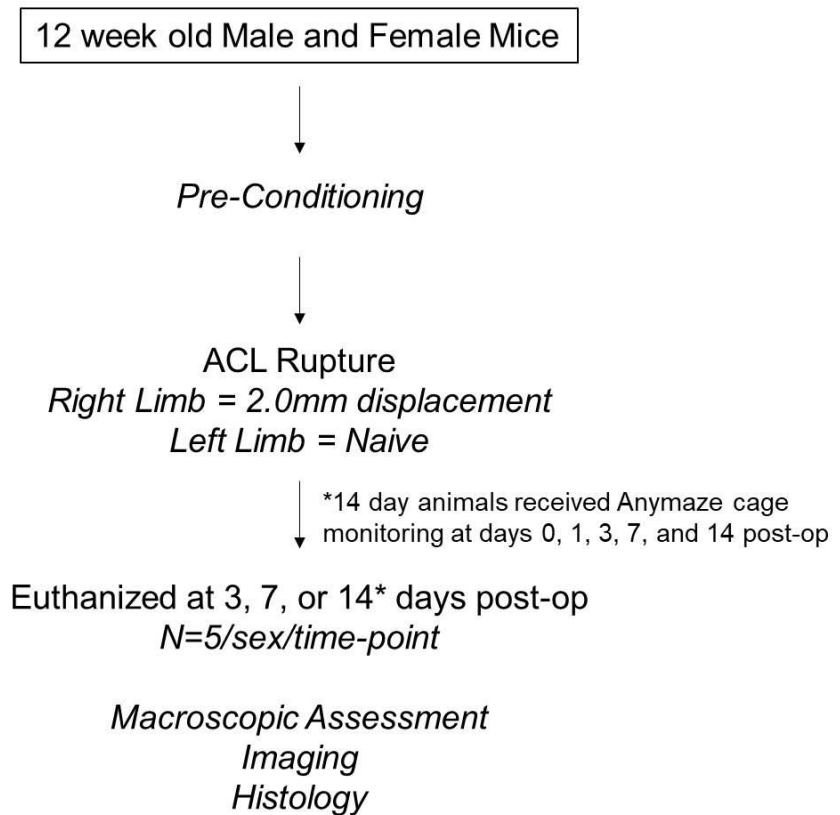 12 week old Male and Female Mice
Pre-Conditioning
ACL Rupture
Right Limb = 2.0mm displacement
Left Limb = Naive
*14 day animals received Anymaze cage
monitoring at days 0, 1, 3, 7, and 14 post-op
Euthanized at 3, 7, or 14* days post-op
N=5/sex/time-point
Macroscopic Assessment
Imaging
Histology